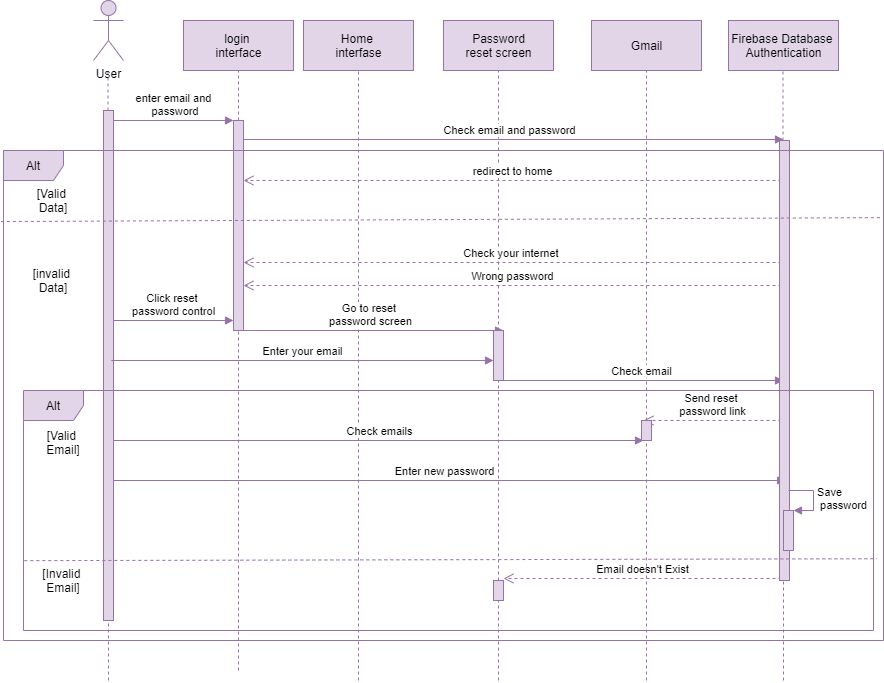 User
login
interface
Home
interfase
Password
reset screen
Gmail
Firebase Database
Authentication
enter email and
password
Check email and password
Alt
redirect to home
[Valid
Data]
Check your internet
[invalid
Data]
Wrong password
Click reset
password control
Go to reset
password screen
Enter your email
Check email
Alt
Send reset
password link
[Valid
Email]
Check emails
Enter new password
Save
password
[Invalid
Email]
Email doesn't Exist